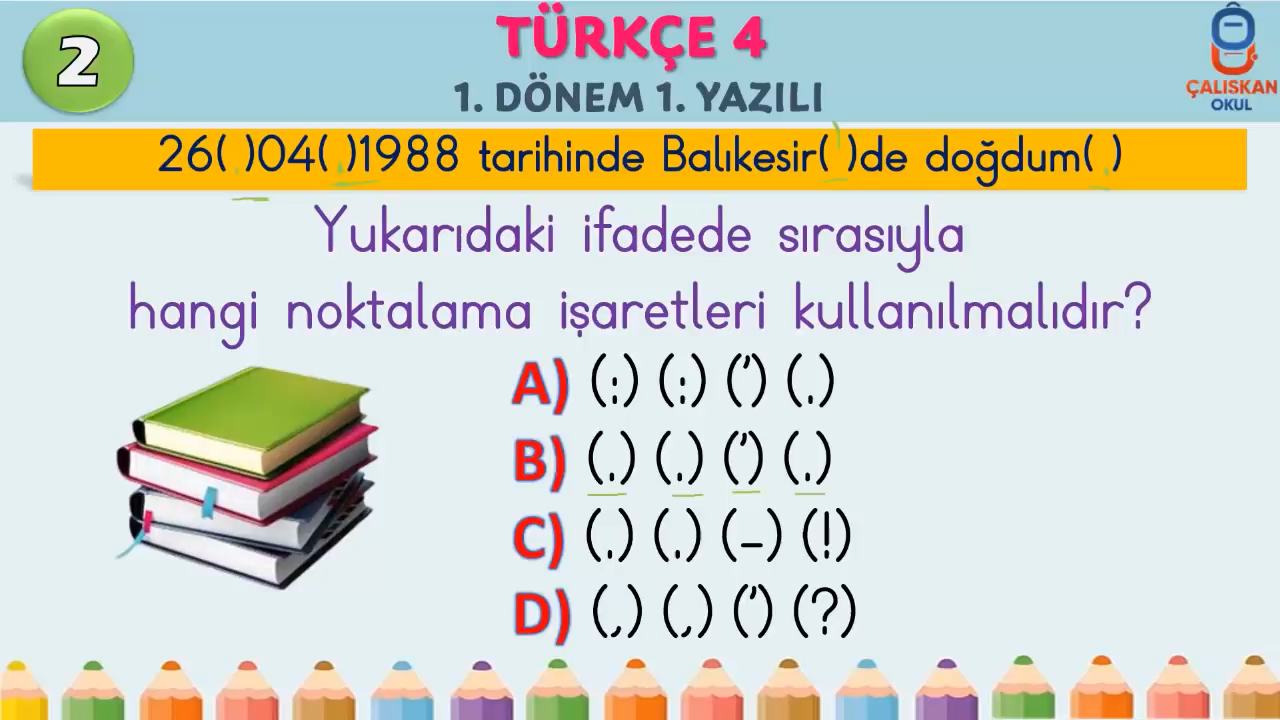 2
TÜRKÇE 4
1. DÖNEM 1. YAZILI
ÇALISKAN
OKUL
26( )04( )1988 tarihinde Balıkesir( )de doğdum( )
Yukarıdaki ifadede sırasıyla
hangi noktalama işaretleri kullanılmalıdır?
A) (:) (:) (’) (.)
B) (.) (.) (’) (.)
C) (.) (.) (-) (!)
D) (,) (,) (’) (?)